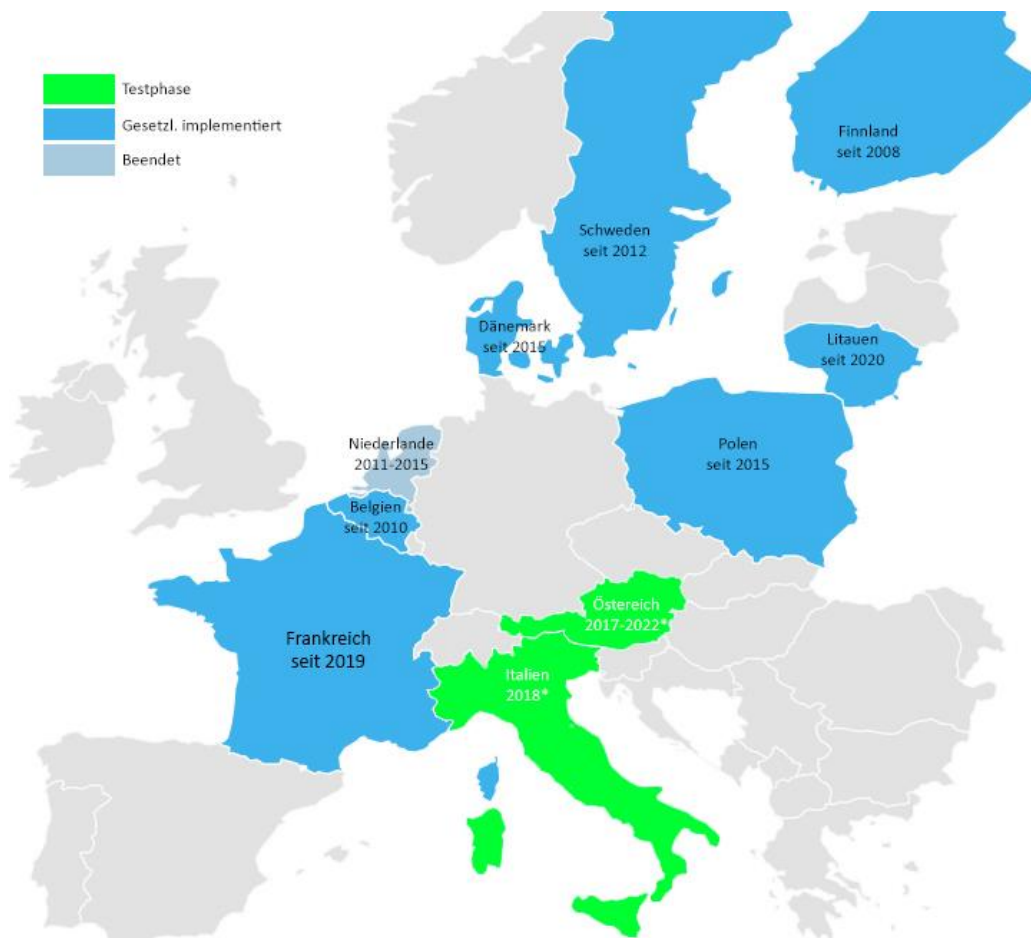 Testphase
Gesetzl. implementiert
Beendet
Finnland
seit 2008
Schweden
seit 2012
Dänemark
seit 2015
Litauen
seit 2020
Niederlande
2011-2015
Polen
seit 2015
Belgien
seit 2010
Östereich
2017-2022*
Frankreich
seit 2019
Italien
2018*